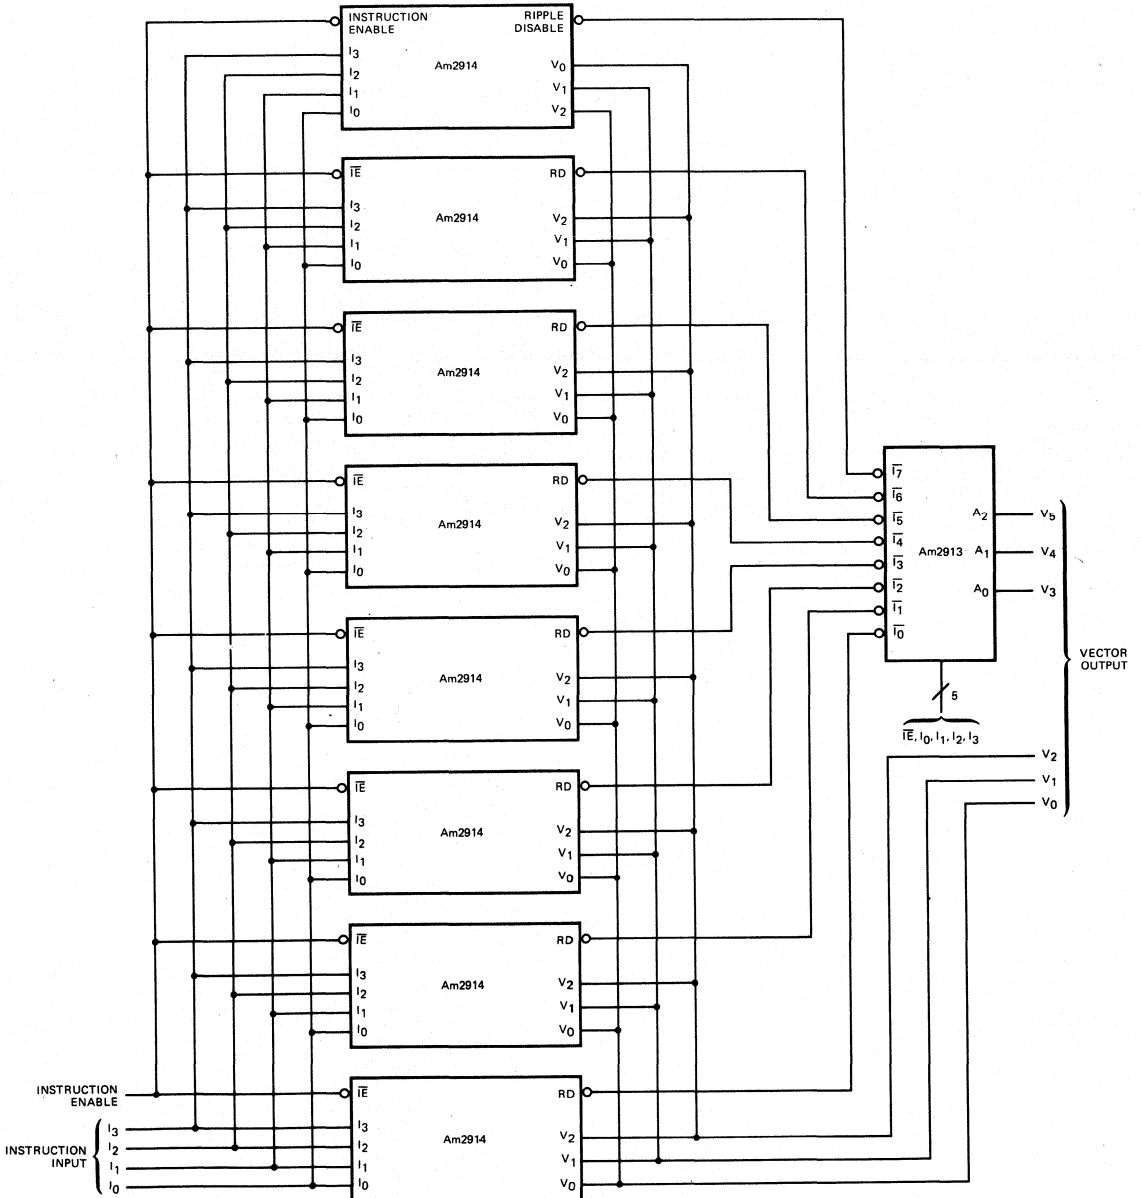 INSTRUCTION ENABLE
RIPPLE DISABLE
I3
I2
I1
I0
Am2914
V0
V1
V2
IE
RD
I3
I2
I1
I0
Am2914
V2
V1
V0
IE
RD
I3
I2
I1
I0
Am2914
V2
V1
V0
IE
RD
I3
I2
I1
I0
Am2914
V2
V1
V0
IE
RD
I3
I2
I1
I0
Am2914
V2
V1
V0
IE
RD
I3
I2
I1
I0
Am2914
V2
V1
V0
IE
RD
I3
I2
I1
I0
Am2914
V2
V1
V0
IE
RD
I3
I2
I1
I0
Am2914
V2
V1
V0
INSTRUCTION ENABLE
INSTRUCTION INPUT
I3
I2
I1
I0
I7
I6
I5
I4
I3
I2
I1
I0
Am2913
A2
A1
A0
V5
V4
V3
5
IE, I0, I1, I2, I3
V2
V1
V0
VECTOR OUTPUT